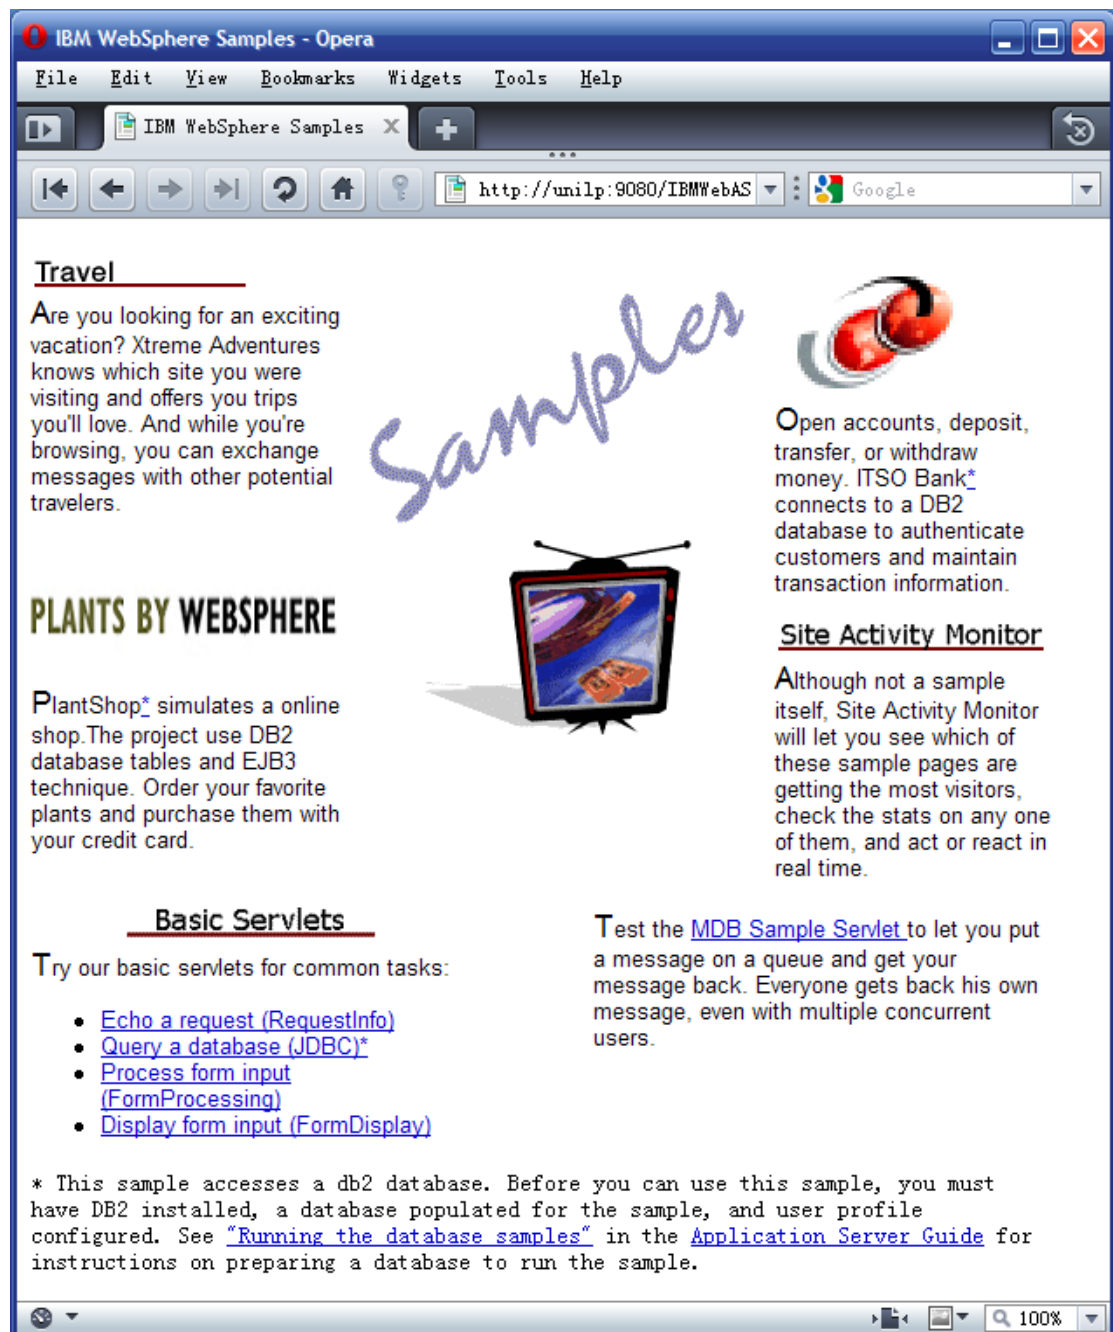 IBM WebSphere Samples - Opera
File Edit View Bookmarks Widgets Tools Help
IBM WebSphere Samples
http://unilp:9080/IBMWebAS
Google
Travel
Are you looking for an exciting
vacation? Xtreme Adventures
knows which site you were
visiting and offers you trips
you'll love. And while you're
browsing, you can exchange
messages with other potential
travelers.
Samples
Open accounts, deposit,
transfer, or withdraw
money. ITSO Bank*
connects to a DB2
database to authenticate
customers and maintain
transaction information.
PLANTS BY WEBSPHERE
PlantShop* simulates a online
shop.The project use DB2
database tables and EJB3
technique. Order your favorite
plants and purchase them with
your credit card.
Site Activity Monitor
Although not a sample
itself, Site Activity Monitor
will let you see which of
these sample pages are
getting the most visitors,
check the stats on any one
of them, and act or react in
real time.
Basic Servlets
Try our basic servlets for common tasks:
• Echo a request (RequestInfo)
• Query a database (JDBC)*
• Process form input
(FormProcessing)
• Display form input (FormDisplay)
Test the MDB Sample Servlet to let you put
a message on a queue and get your
message back. Everyone gets back his own
message, even with multiple concurrent
users.
* This sample accesses a db2 database. Before you can use this sample, you must
have DB2 installed, a database populated for the sample, and user profile
configured. See "Running the database samples" in the Application Server Guide for
instructions on preparing a database to run the sample.
100%